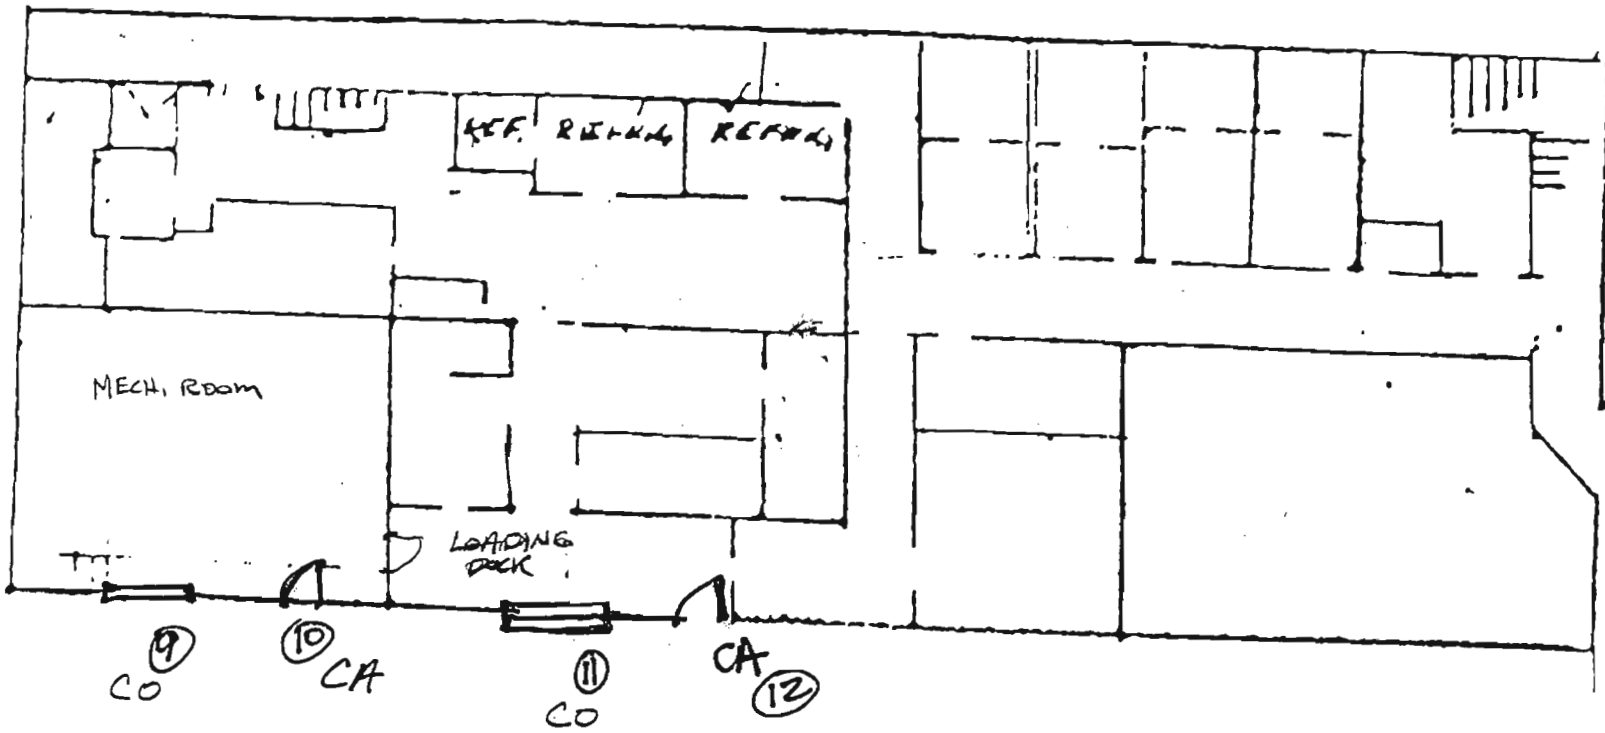 REF. REFRIG. REFRIG.
MECH. ROOM
LOADING
DOCK
9 10 CA 11 CA 12
CO CO